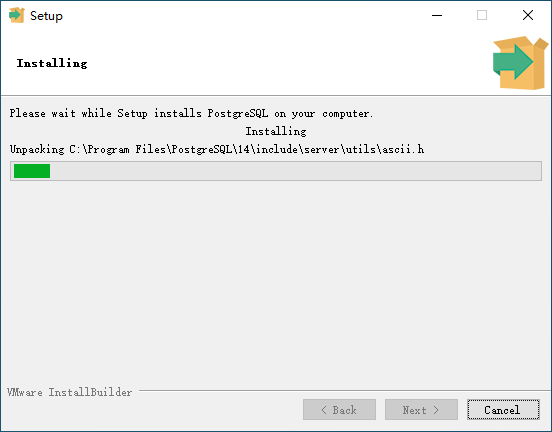 Setup
Installing
Please wait while Setup installs PostgreSQL on your computer.
Installing
Unpacking C:\Program Files\PostgreSQL\14\include\server\utils\ascii.h
VMware InstallBuilder
< Back
Next >
Cancel